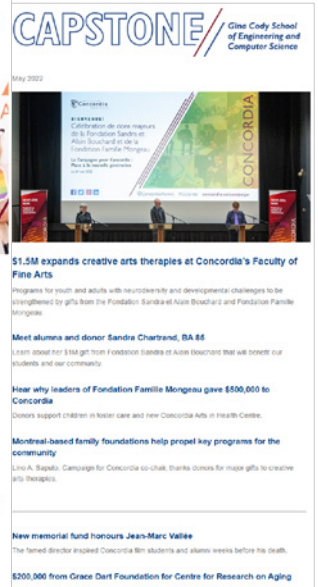 CAPSTONE
Gina Cody School
of Engineering and
Computer Science
May 2022
Concordia
BIENVENUE!
Célébration de dons majeurs
de la Fondation Sandra et
Alain Bouchard et de la
Fondation Famille Mongeau
CONCORDIA
$1.5M expands creative arts therapies at Concordia's Faculty of
Fine Arts
Programs for youth and adults with neurodiversity and developmental challenges to be
strengthened by gifts from the Fondation Sandra et Alain Bouchard and Fondation Famille
Mongeau.
Meet alumna and donor Sandra Chartrand, BA 86
Learn about her $1M gift from Fondation Sandra et Alain Bouchard that will benefit our
students and our community.
Hear why leaders of Fondation Famille Mongeau gave $500,000 to
Concordia
Donors support children in foster care and new Concordia Arts in Health Centre.
Montreal-based family foundations help propel key programs for the
community
Lino A. Saputo, Campaign for Concordia co-chair, thanks donors for major gifts to creative
arts therapies.
New memorial fund honours Jean-Marc Vallée
The famed director inspired Concordia film students and alumni weeks before his death.
$200,000 from Grace Dart Foundation for Centre for Research on Aging